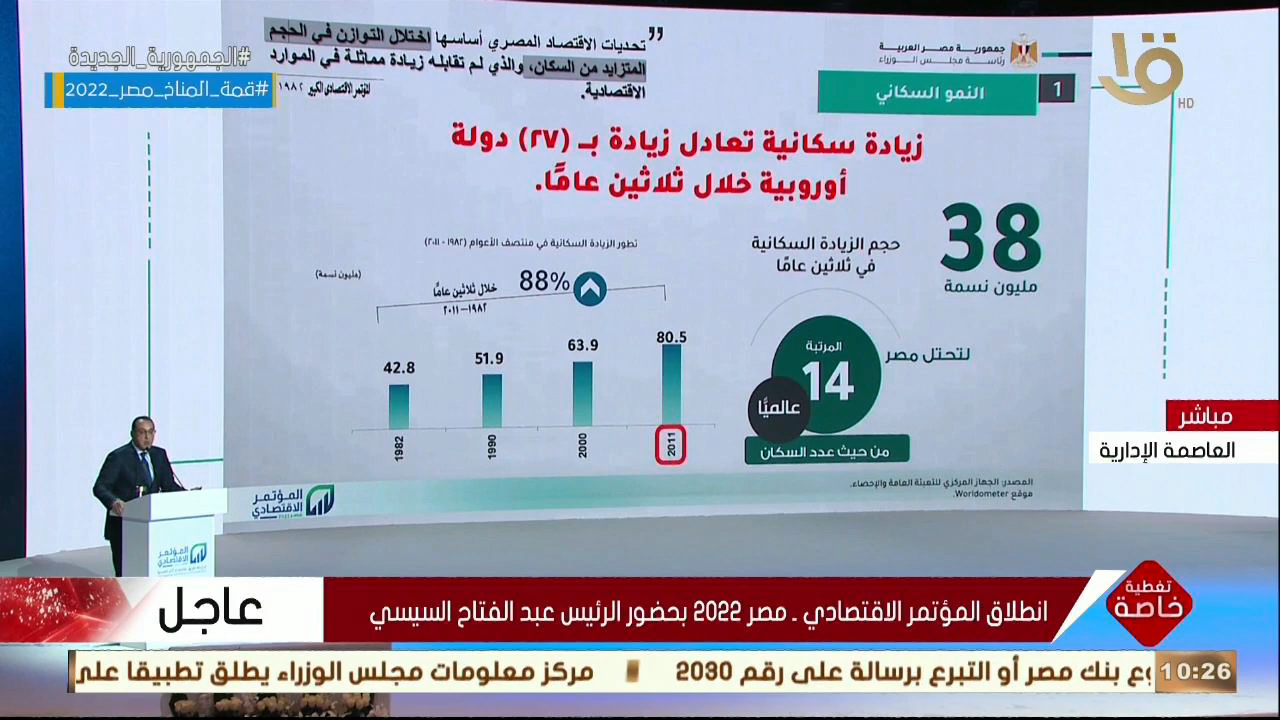 #الجمهورية_الجديدة
#قمة_المناخ_مصر_2022
HD
جمهورية مصر العربية
رئاسة مجلس الوزراء
1
النمو السكاني
” تحديات الاقتصاد المصري أساسها اختلال التوازن في الحجم
المتزايد من السكان، والذي لم تقابله زيادة مماثلة في الموارد
الاقتصادية.
المؤتمر الاقتصادي الكبير ١٩٨٢
زيادة سكانية تعادل زيادة بـ (٢٧) دولة
أوروبية خلال ثلاثين عامًا.
38
مليون نسمة
حجم الزيادة السكانية
في ثلاثين عامًا
لتحتل مصر
المرتبة
14
عالميًّا
من حيث عدد السكان
تطور الزيادة السكانية في منتصف الأعوام (١٩٨٢ - ٢٠١١)
(مليون نسمة)
88%
خلال ثلاثين عامًا
١٩٨٢–٢٠١١
42.8
51.9
63.9
80.5
1982
1990
2000
2011
المصدر: الجهاز المركزي للتعبئة العامة والإحصاء.
موقع Worldometer.
المؤتمر
الاقتصادي
المؤتمر
الاقتصادي
مباشر
العاصمة الإدارية
تغطية
خاصة
انطلاق المؤتمر الاقتصادي ـ مصر 2022 بحضور الرئيس عبد الفتاح السيسي
عاجل
10:26
بنك مصر أو التبرع برسالة على رقم 2030
مركز معلومات مجلس الوزراء يطلق تطبيقا على